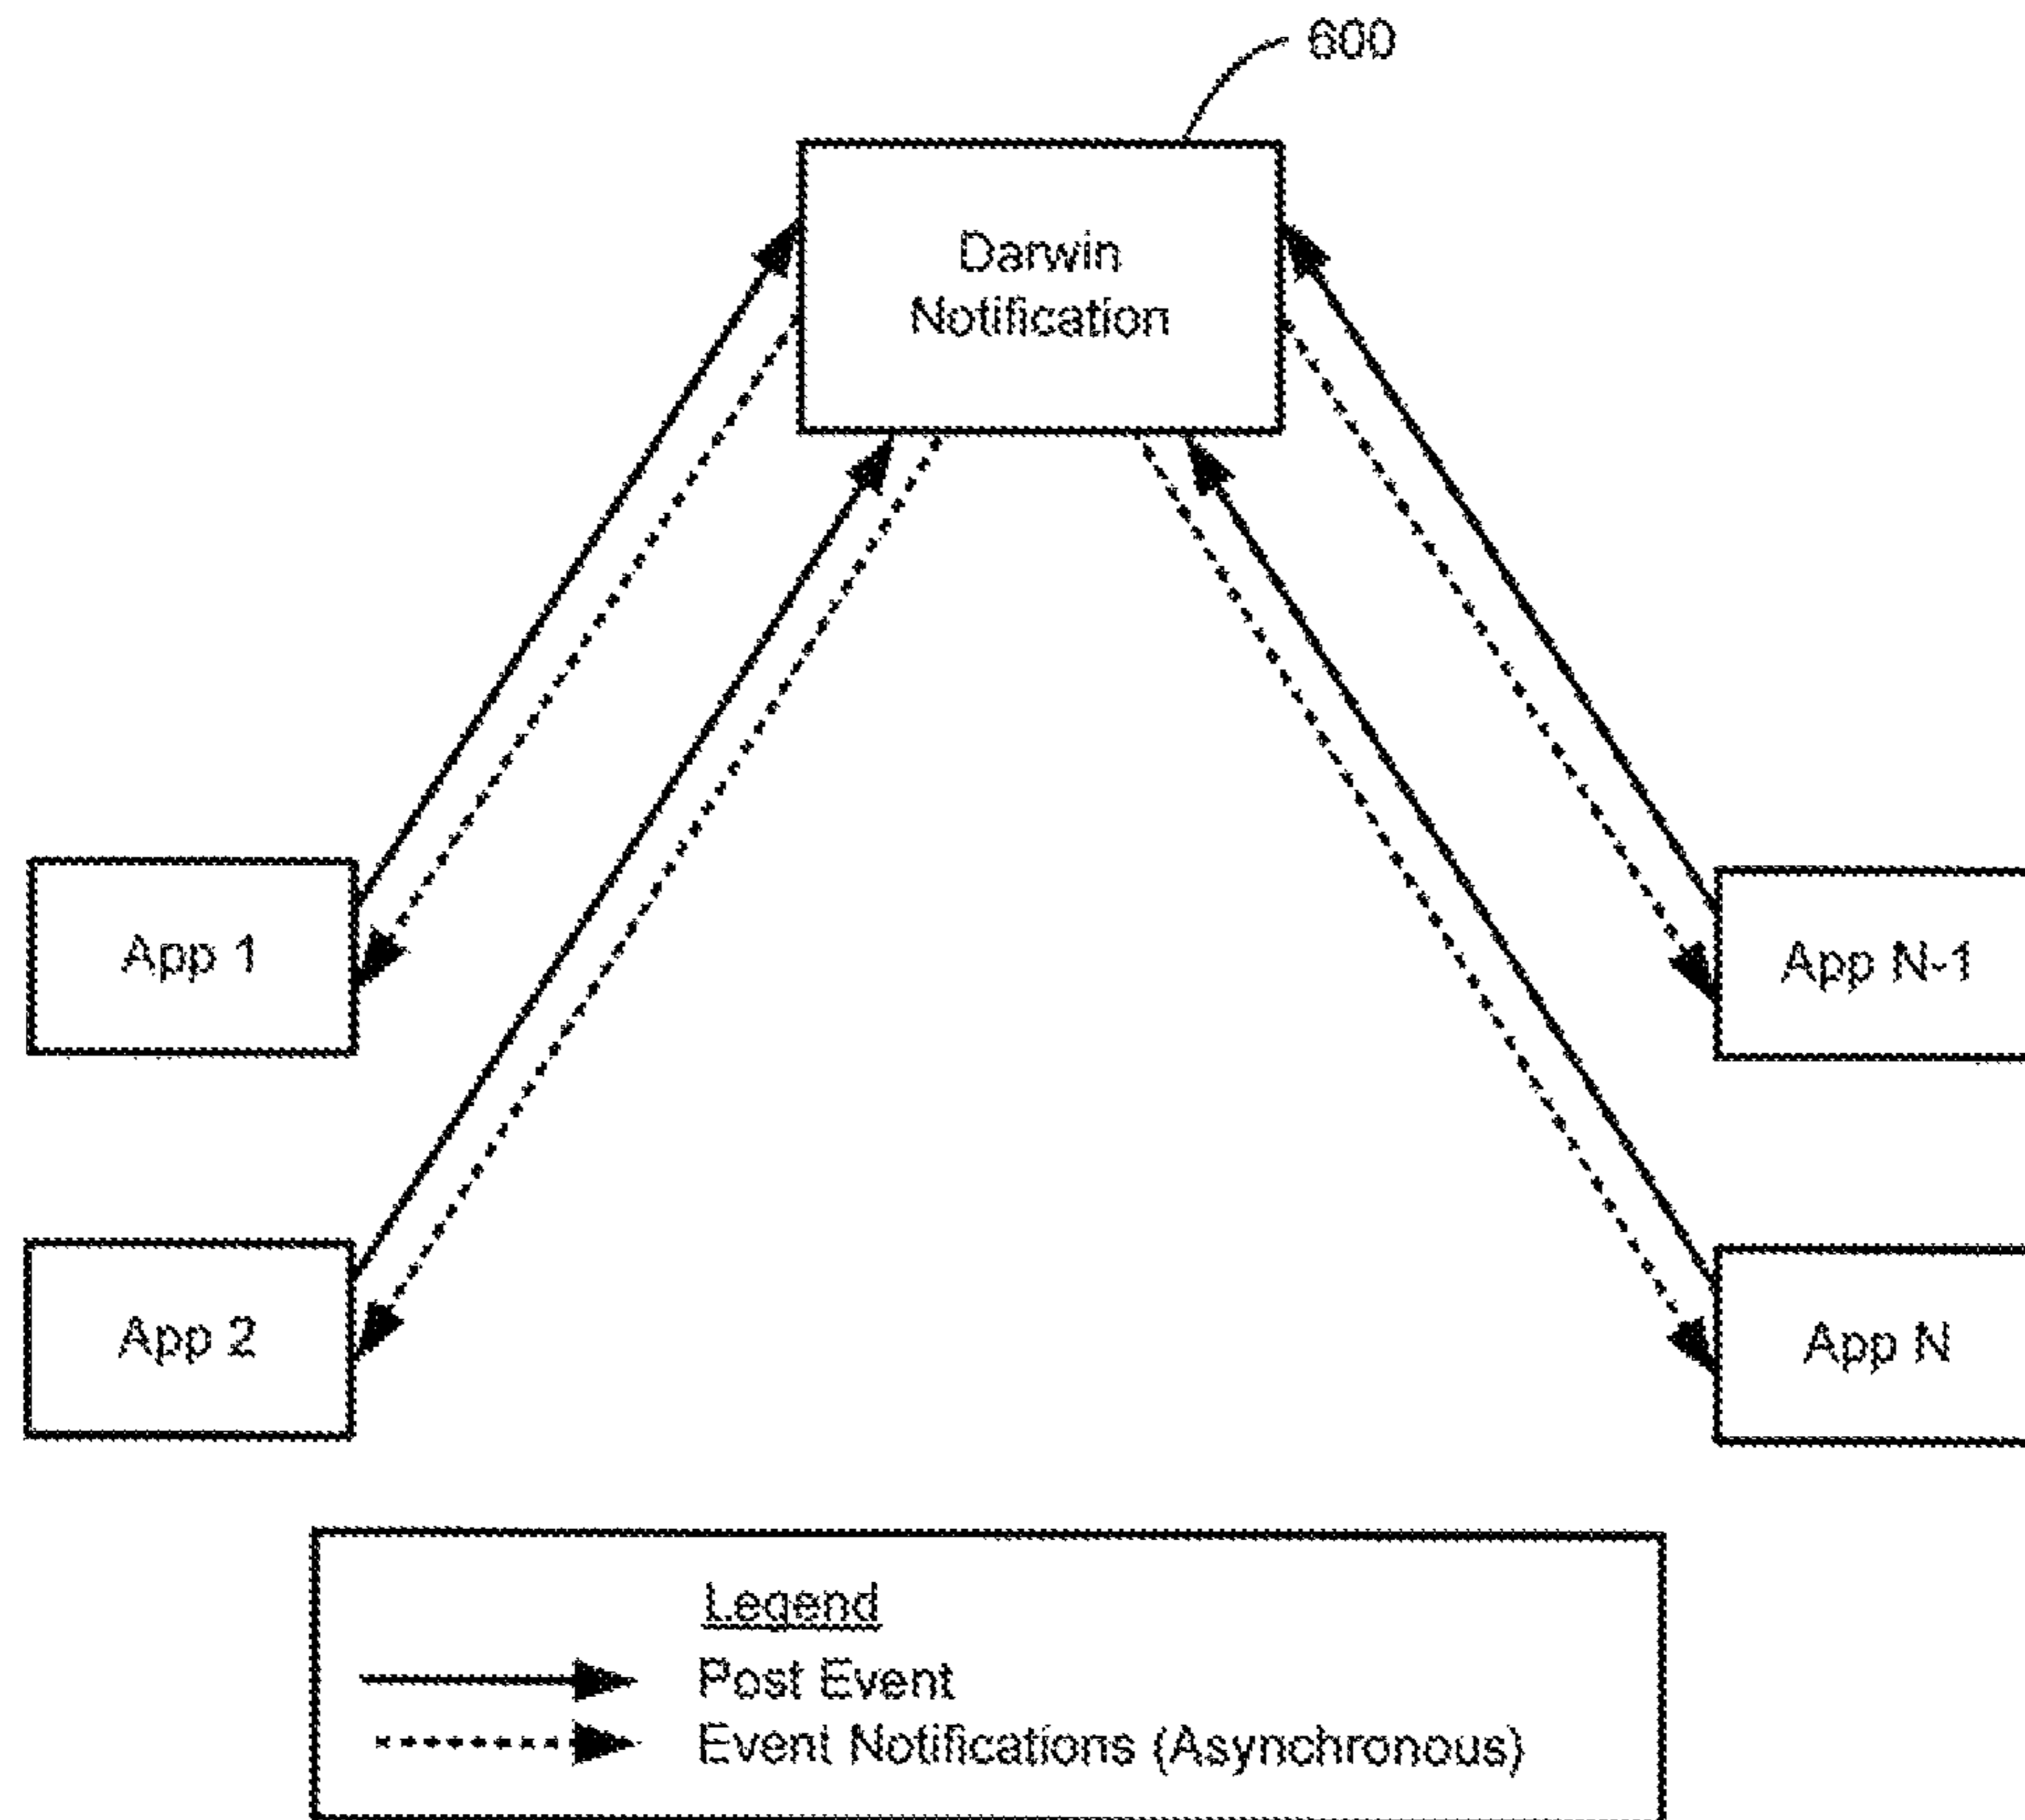 600
Darwin
Notification
App 1
App N-1
App 2
App N
Legend
Post Event
Event Notifications (Asynchronous)